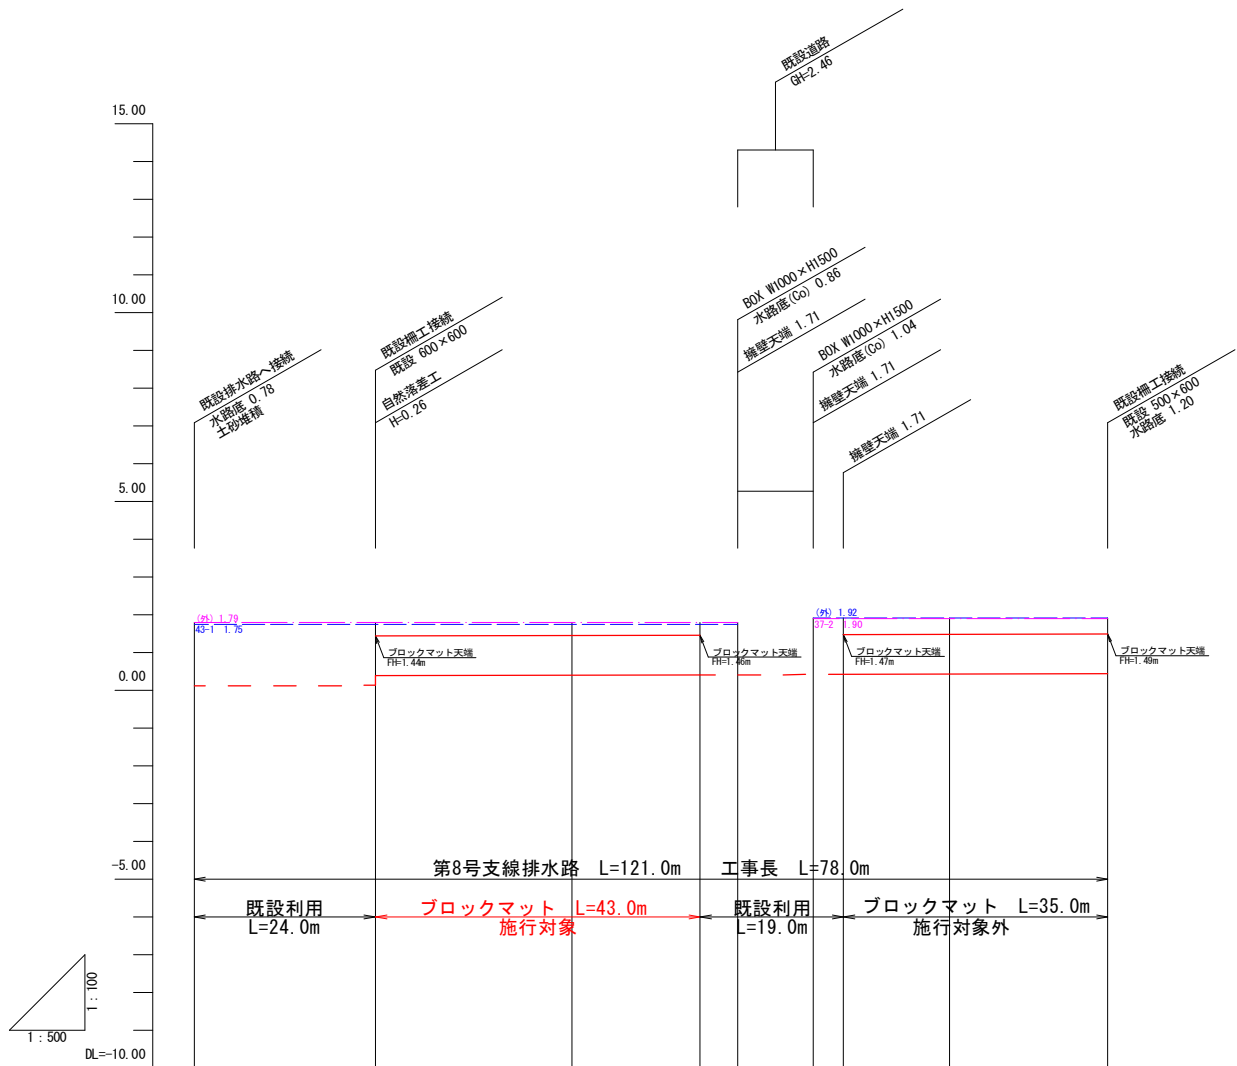 既設道路
GH=2.46
15.00
BOX W1000×H1500
水路底(Co) 0.86
擁壁天端 1.71
10.00
BOX W1000×H1500
水路底(Co) 1.04
擁壁天端 1.71
擁壁天端 1.71
既設柵工接続
既設 600×600
自然落差工
H=0.26
既設排水路へ接続
水路底 0.78
土砂堆積
既設柵工接続
既設 500×600
水路底 1.20
5.00
(外) 1.79
43-1 1.75
(外) 1.92
37-2 1.90
ブロックマット天端
FH=1.44m
ブロックマット天端
FH=1.46m
ブロックマット天端
FH=1.47m
ブロックマット天端
FH=1.49m
0.00
-5.00
第8号支線排水路 L=121.0m 工事長 L=78.0m
既設利用
L=24.0m
ブロックマット L=43.0m
施行対象
既設利用
L=19.0m
ブロックマット L=35.0m
施行対象外
1：100
1：500
DL=-10.00